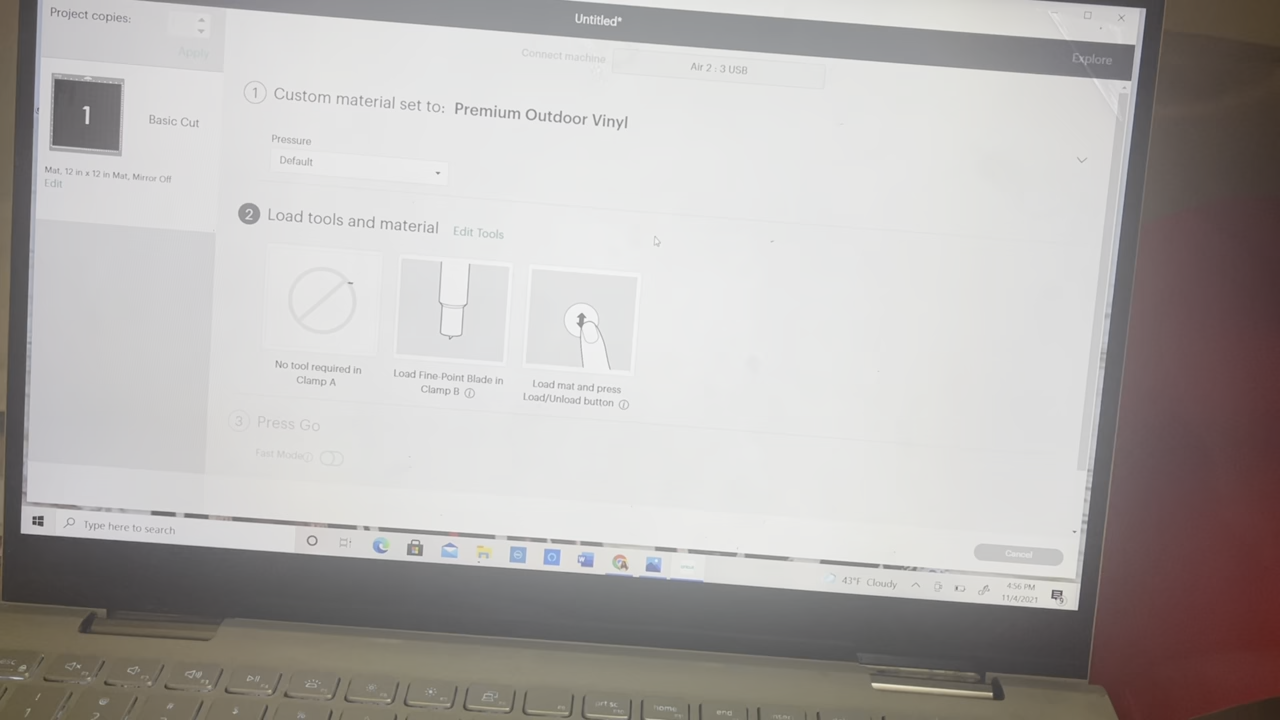 Untitled*
Project copies:
Apply
Explore
Connect machine
Air 2 : 3 USB
1 Custom material set to: Premium Outdoor Vinyl
1
Basic Cut
Pressure
Default
Mat, 12 in x 12 in Mat, Mirror Off
Edit
2 Load tools and material Edit Tools
No tool required in
Clamp A
Load Fine-Point Blade in
Clamp B
Load mat and press
Load/Unload button
3 Press Go
Fast Mode
Cancel
Type here to search
43°F Cloudy
4:56 PM
11/4/2021
home
end